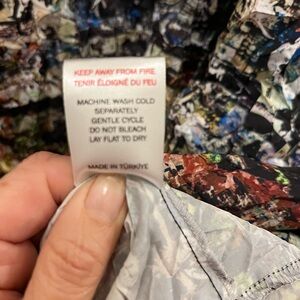 KEEP AWAY FROM FIRE
TENIR ÉLOIGNÉ DU FEU
MACHINE WASH COLD
SEPARATELY
GENTLE CYCLE
DO NOT BLEACH
LAY FLAT TO DRY
MADE IN TÜRKİYE